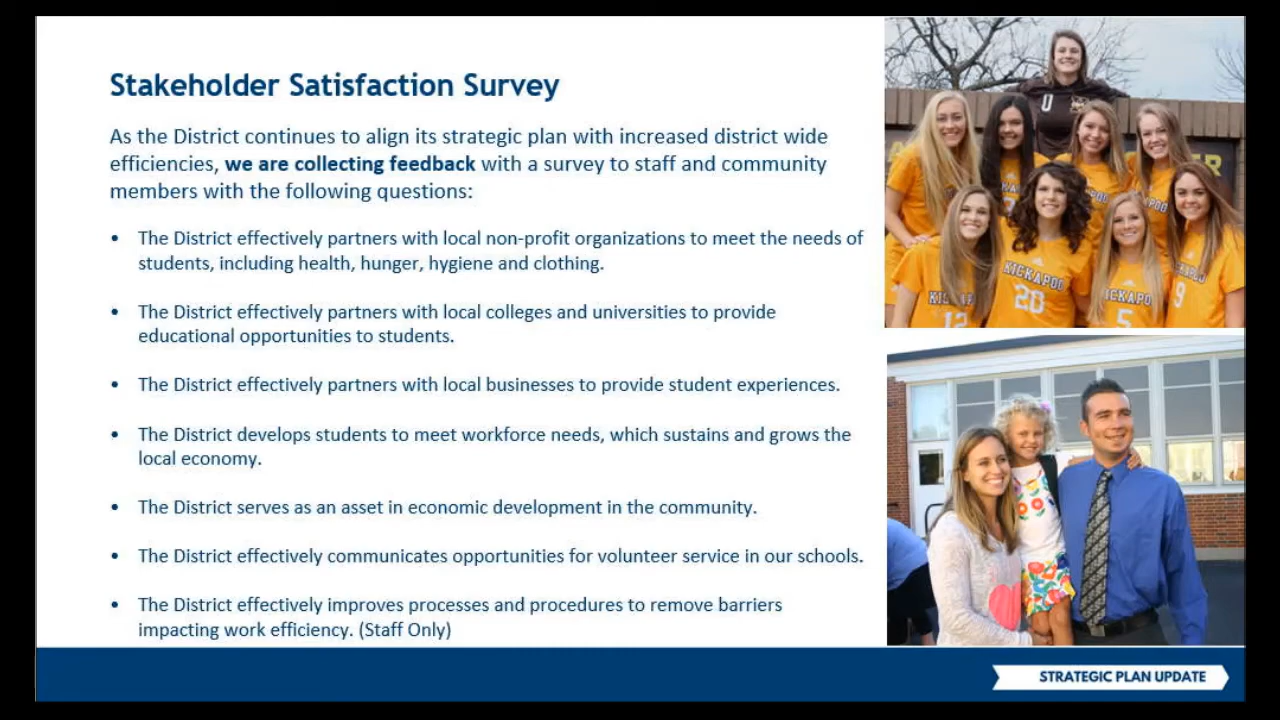 Stakeholder Satisfaction Survey
As the District continues to align its strategic plan with increased district wide
efficiencies, we are collecting feedback with a survey to staff and community
members with the following questions:
• The District effectively partners with local non-profit organizations to meet the needs of
students, including health, hunger, hygiene and clothing.
• The District effectively partners with local colleges and universities to provide
educational opportunities to students.
• The District effectively partners with local businesses to provide student experiences.
• The District develops students to meet workforce needs, which sustains and grows the
local economy.
• The District serves as an asset in economic development in the community.
• The District effectively communicates opportunities for volunteer service in our schools.
• The District effectively improves processes and procedures to remove barriers
impacting work efficiency. (Staff Only)
0
KICKAPOO
20
5
9
12
STRATEGIC PLAN UPDATE